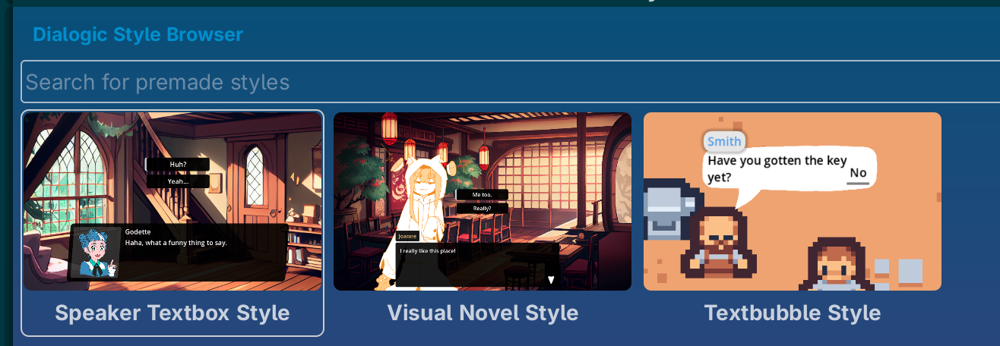 Dialogic Style Browser
Search for premade styles
Huh?
Yeah...
Godette
Haha, what a funny thing to say.
Speaker Textbox Style
Me too.
Really?
Joanne
I really like this place!
Visual Novel Style
Smith
Have you gotten the key
yet?
No
Textbubble Style